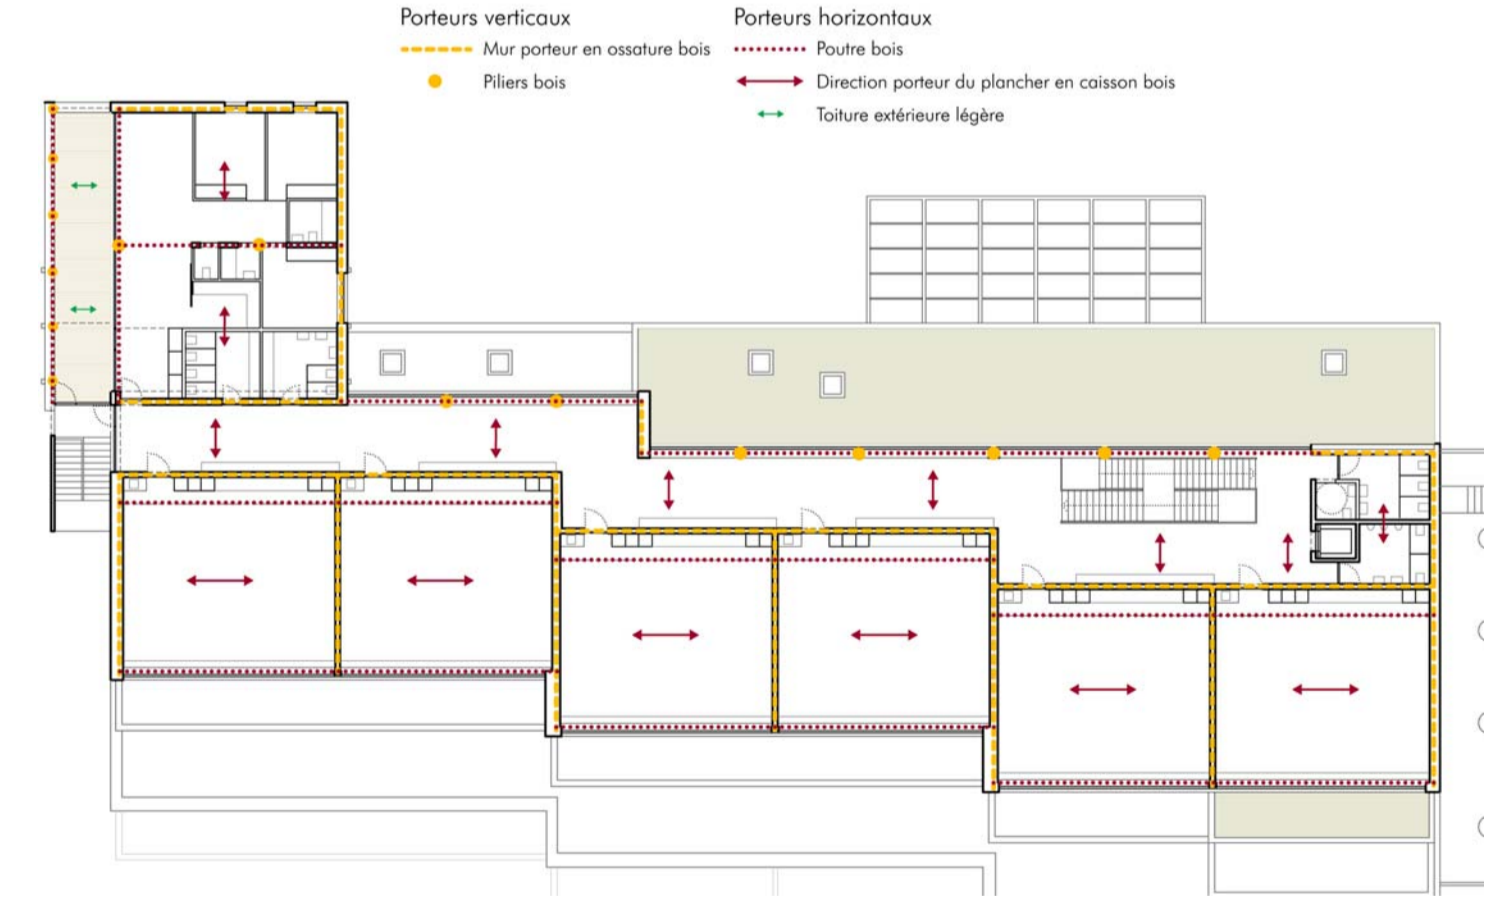 Porteurs verticaux
Mur porteur en ossature bois
Piliers bois
Porteurs horizontaux
Poutre bois
Direction porteur du plancher en caisson bois
Toiture extérieure légère